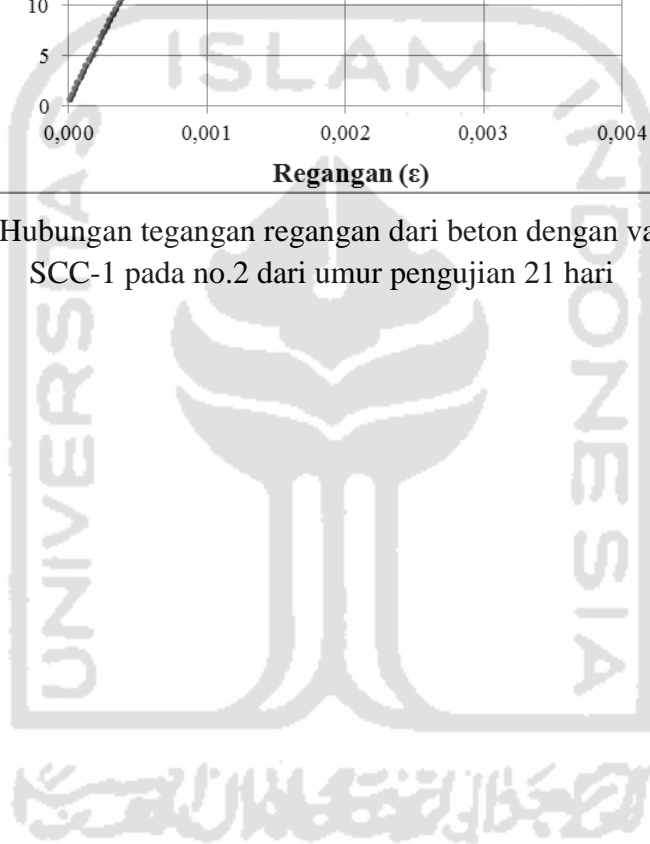 10
5
0
0,000 0,001 0,002 0,003 0,004
Regangan (ε)
Hubungan tegangan regangan dari beton dengan
SCC-1 pada no.2 dari umur pengujian 21 hari
ISLAM
UNIVERSITAS
INDONESIA